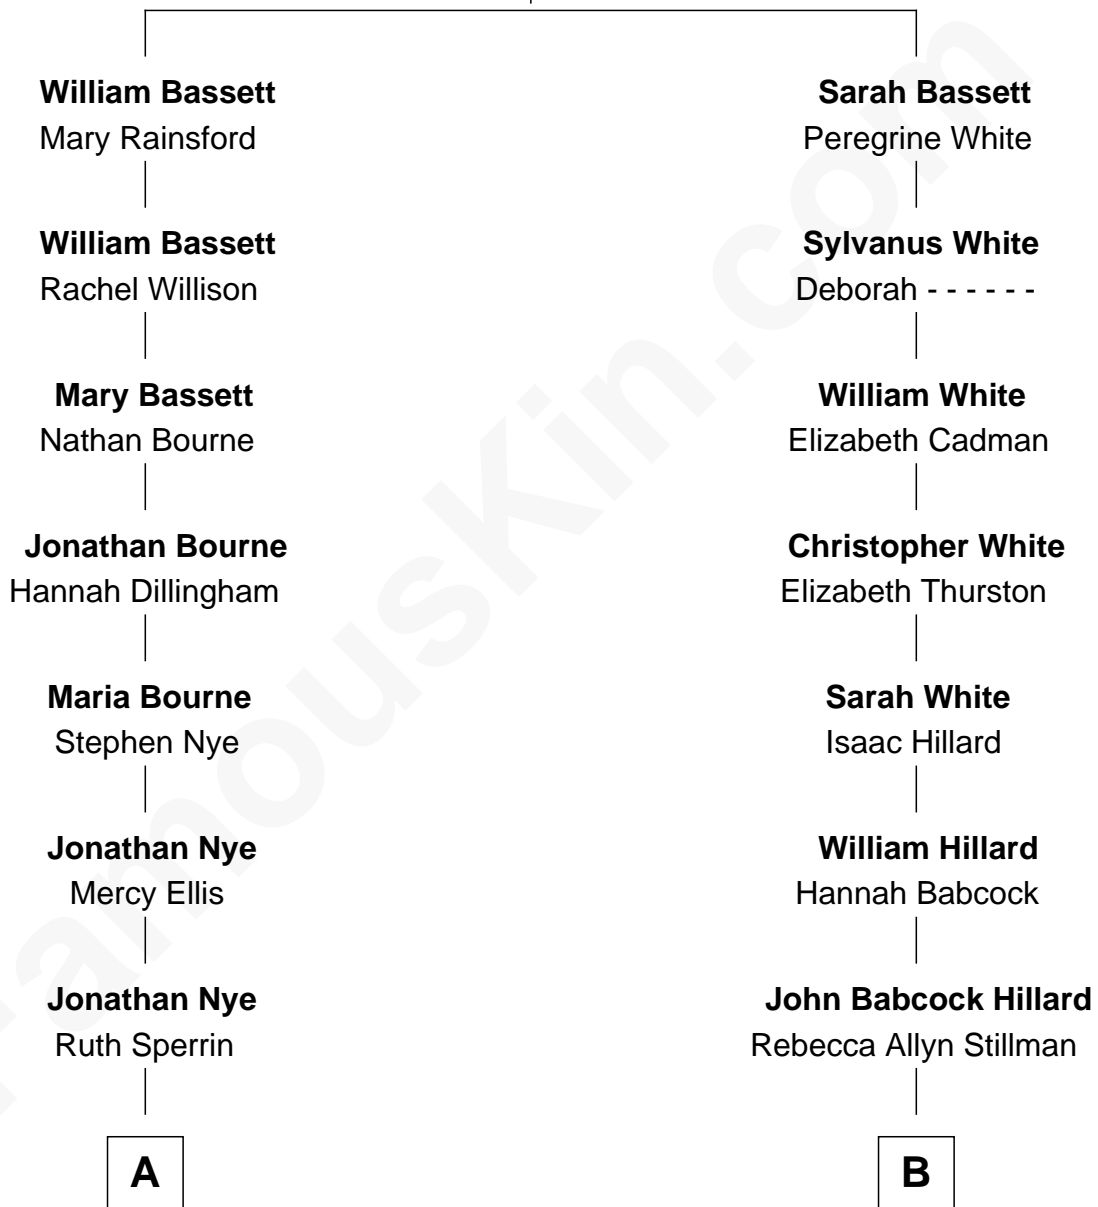 William Bassett
Mary Rainsford
William Bassett
Rachel Willison
Mary Bassett
Nathan Bourne
Jonathan Bourne
Hannah Dillingham
Maria Bourne
Stephen Nye
Jonathan Nye
Mercy Ellis
Jonathan Nye
Ruth Sperrin
A
Sarah Bassett
Peregrine White
Sylvanus White
Deborah - - - - - -
William White
Elizabeth Cadman
Christopher White
Elizabeth Thurston
Sarah White
Isaac Hillard
William Hillard
Hannah Babcock
John Babcock Hillard
Rebecca Allyn Stillman
B
FamousKin.com